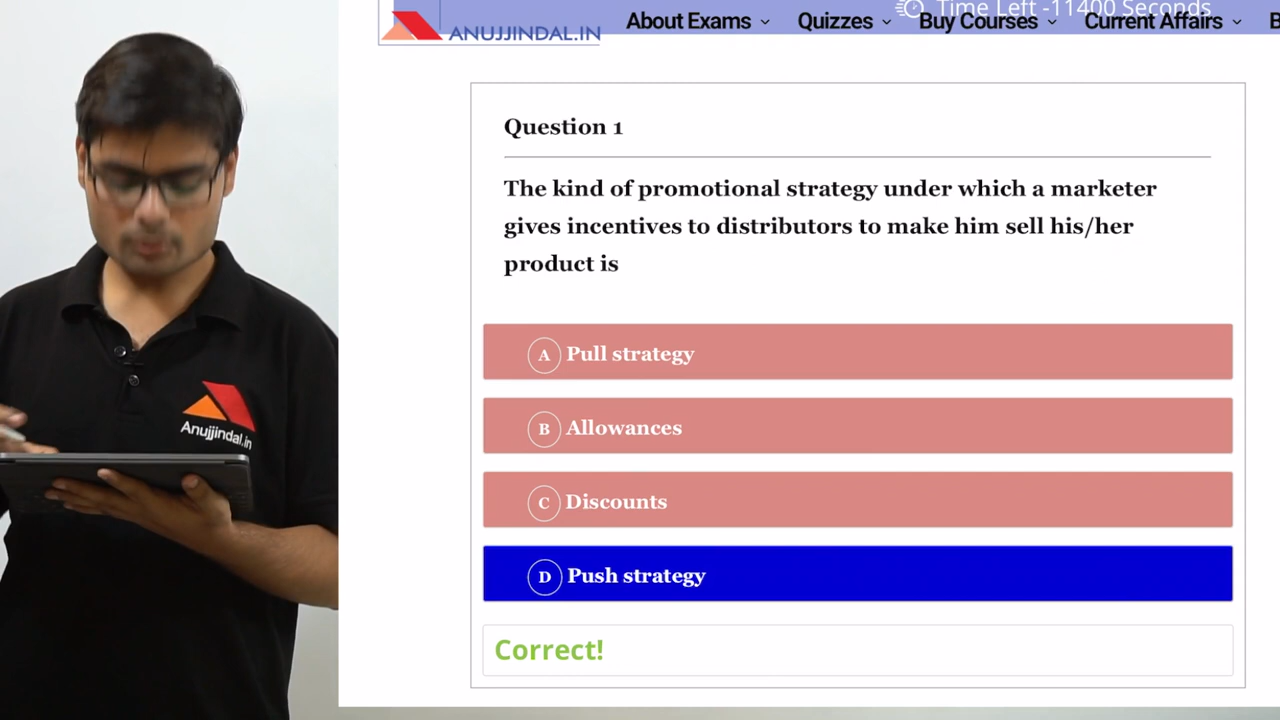 Time Left -11400 Seconds
ANUJJINDAL.IN
About Exams
Quizzes
Buy Courses
Current Affairs
B
Question 1
The kind of promotional strategy under which a marketer
gives incentives to distributors to make him sell his/her
product is
A Pull strategy
B Allowances
C Discounts
D Push strategy
Correct!
Anujjindal.in